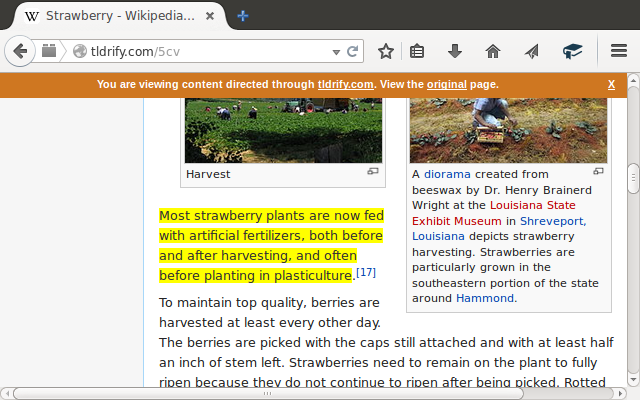 Strawberry - Wikipedia...
tldrify.com/5cv
You are viewing content directed through tldrify.com. View the original page.
X
Harvest
Most strawberry plants are now fed
with artificial fertilizers, both before
and after harvesting, and often
before planting in plasticulture.[17]
To maintain top quality, berries are
harvested at least every other day.
The berries are picked with the caps still attached and with at least half
an inch of stem left. Strawberries need to remain on the plant to fully
ripen because they do not continue to ripen after being picked. Rotted
A diorama created from
beeswax by Dr. Henry Brainerd
Wright at the Louisiana State
Exhibit Museum in Shreveport,
Louisiana depicts strawberry
harvesting. Strawberries are
particularly grown in the
southeastern portion of the state
around Hammond.